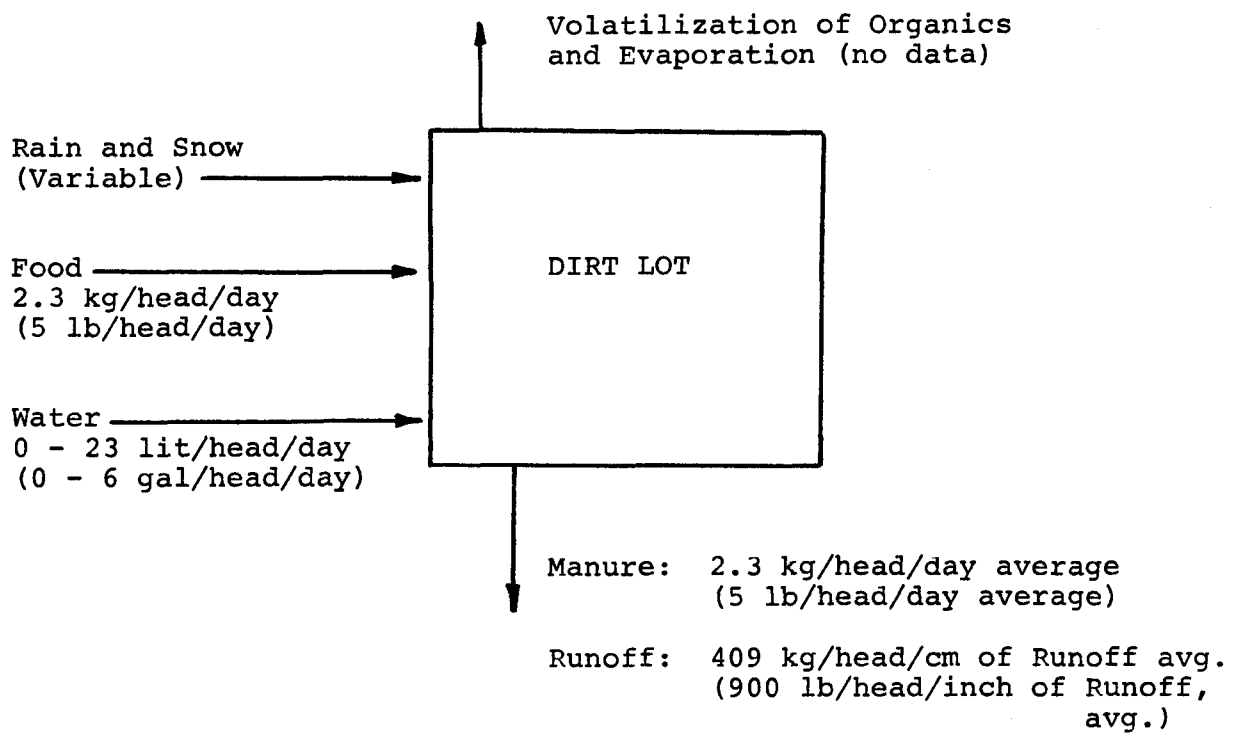 Volatilization of Organics
and Evaporation (no data)
Rain and Snow
(Variable)
Food
2.3 kg/head/day
(5 lb/head/day)
DIRT LOT
Water
0 - 23 lit/head/day
(0 - 6 gal/head/day)
Manure: 2.3 kg/head/day average
(5 lb/head/day average)
Runoff: 409 kg/head/cm of Runoff avg.
(900 lb/head/inch of Runoff,
avg.)